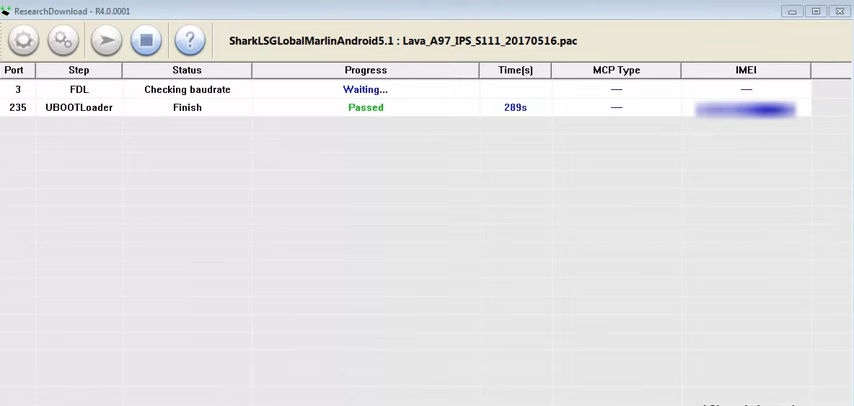 ResearchDownload - R4.0.0001
SharkLSGLobalMarlinAndroid5.1 : Lava_A97_IPS_S111_20170516.pac
Port Step Status Progress Time(s) MCP Type IMEI
3 FDL Checking baudrate Waiting... — —
235 UBOOTLoader Finish Passed 289s —